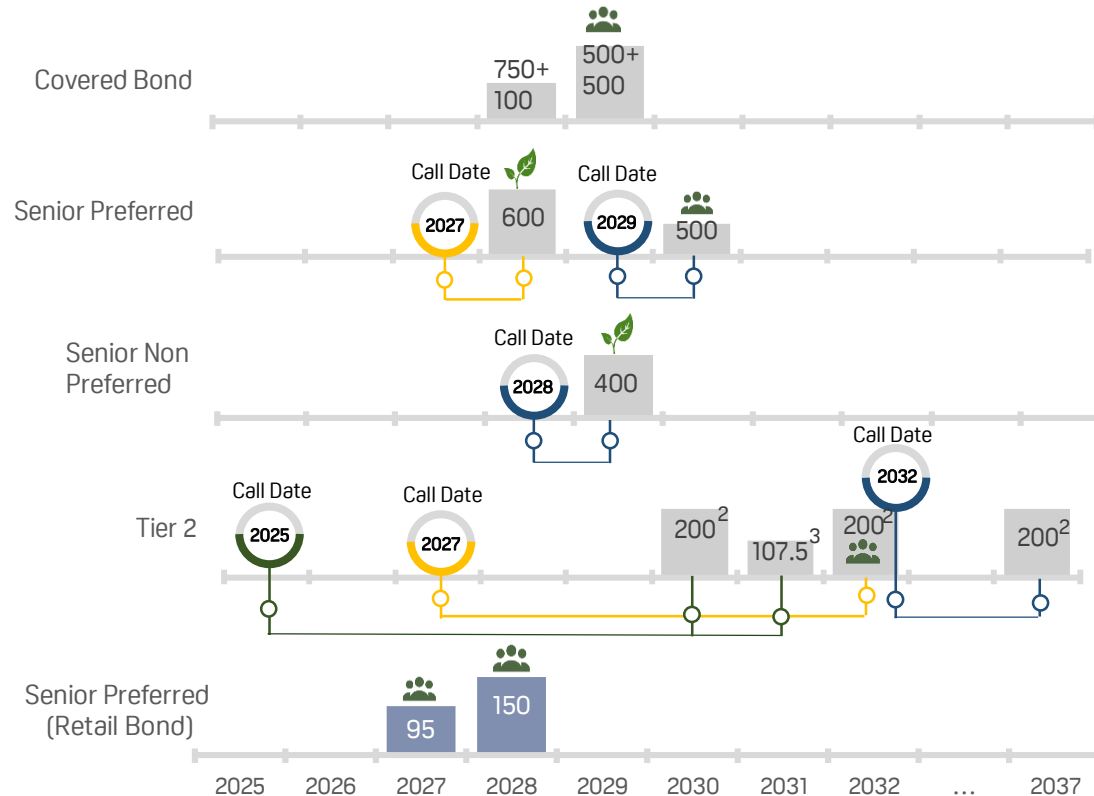 Covered Bond
750+
100
500+
500
Senior Preferred
Call Date
2027
600
Call Date
2029
500
Senior Non
Preferred
Call Date
2028
400
Tier 2
Call Date
2025
Call Date
2027
200²
107.5³
200²
Call Date
2032
200²
Senior Preferred
(Retail Bond)
95
150
2025 2026 2027 2028 2029 2030 2031 2032 ... 2037